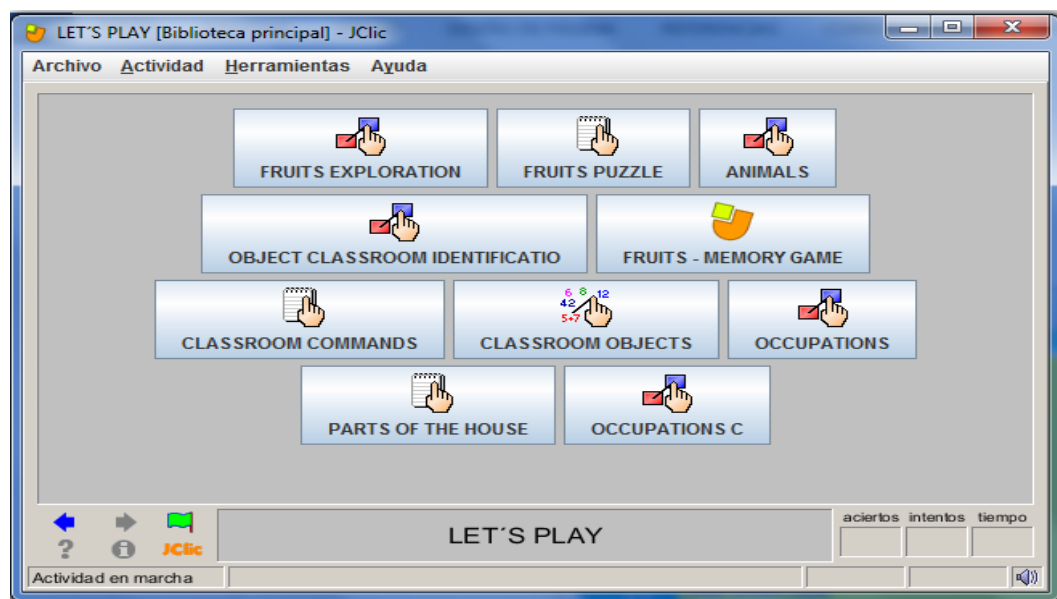 LET´S PLAY [Biblioteca principal] - JClic
Archivo Actividad Herramientas Ayuda
FRUITS EXPLORATION FRUITS PUZZLE ANIMALS
OBJECT CLASSROOM IDENTIFICATIO FRUITS - MEMORY GAME
6 8 12
42
5+7
CLASSROOM COMMANDS CLASSROOM OBJECTS OCCUPATIONS
PARTS OF THE HOUSE OCCUPATIONS C
aciertos intentos tiempo
LET´S PLAY
? i JClic
Actividad en marcha